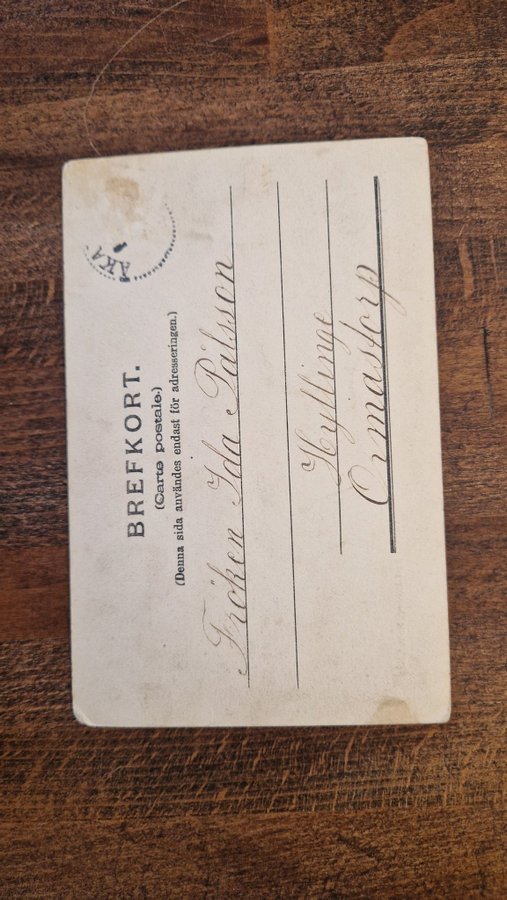 BREFKORT.
(Carte postale.)
(Denna sida användes endast för adresseringen.)
Fröken Ida Pålsson
Hyllinge
Ormastorp